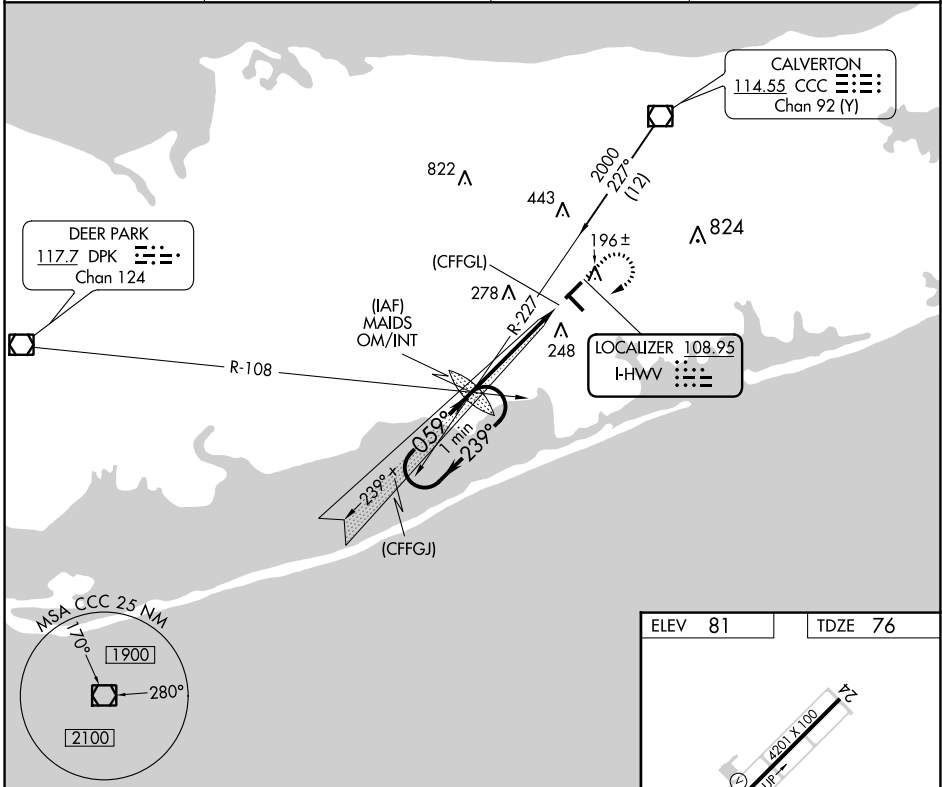 CALVERTON
114.55 CCC
Chan 92 (Y)
2000
227°
(12)
822
443
824
DEER PARK
117.7 DPK
Chan 124
196±
(CFFGL)
278
R-227
(IAF)
MAIDS
OM/INT
248
LOCALIZER 108.95
I-HWV
R-108
059°
1 min
239°
239°
(CFFGJ)
MSA CCC 25 NM
170°
1900
280°
2100
ELEV 81
TDZE 76
24
4201 X 100
UP
V